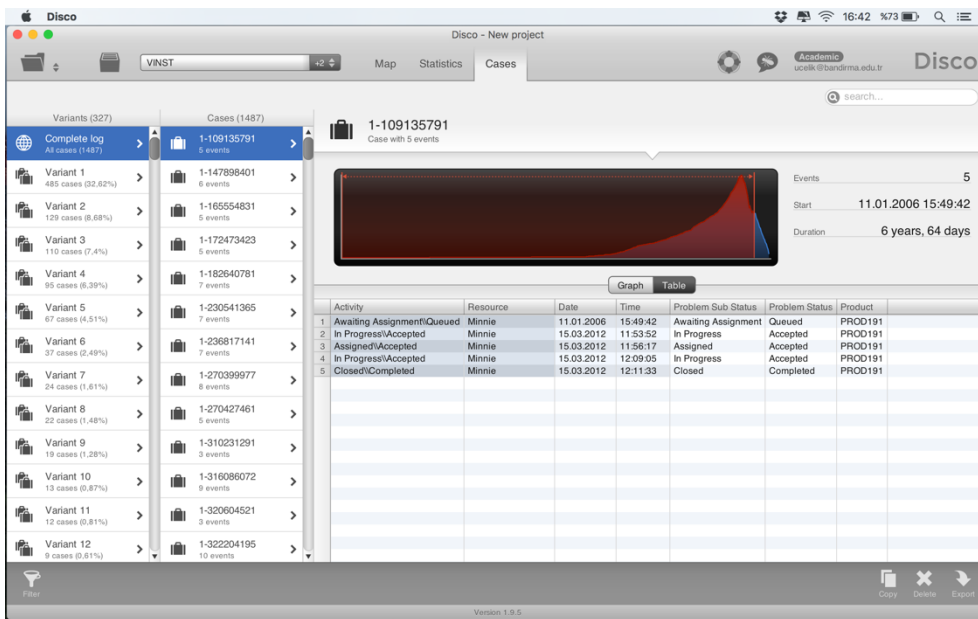 Disco 16:42 %73
Disco - New project
VINST +2 Map Statistics Cases Academic ucelik@bandirma.edu.tr Disco
search...
Variants (327)
Complete log
All cases (1487)
Variant 1
485 cases (32,62%)
Variant 2
129 cases (8,68%)
Variant 3
110 cases (7,4%)
Variant 4
95 cases (6,39%)
Variant 5
67 cases (4,51%)
Variant 6
37 cases (2,49%)
Variant 7
24 cases (1,61%)
Variant 8
22 cases (1,48%)
Variant 9
19 cases (1,28%)
Variant 10
13 cases (0,87%)
Variant 11
12 cases (0,81%)
Variant 12
9 cases (0,61%)
Cases (1487)
1-109135791
5 events
1-147898401
6 events
1-165554831
5 events
1-172473423
5 events
1-182640781
7 events
1-230541365
7 events
1-236817141
7 events
1-270399977
8 events
1-270427461
5 events
1-310231291
3 events
1-316086072
9 events
1-320604521
3 events
1-322204195
10 events
1-109135791
Case with 5 events
Events 5
Start 11.01.2006 15:49:42
Duration 6 years, 64 days
Graph Table
Activity Resource Date Time Problem Sub Status Problem Status Product
1 Awaiting Assignment\\Queued Minnie 11.01.2006 15:49:42 Awaiting Assignment Queued PROD191
2 In Progress\\Accepted Minnie 15.03.2012 11:53:52 In Progress Accepted PROD191
3 Assigned\\Accepted Minnie 15.03.2012 11:56:17 Assigned Accepted PROD191
4 In Progress\\Accepted Minnie 15.03.2012 12:09:05 In Progress Accepted PROD191
5 Closed\\Completed Minnie 15.03.2012 12:11:33 Closed Completed PROD191
Filter Copy Delete Export
Version 1.9.5